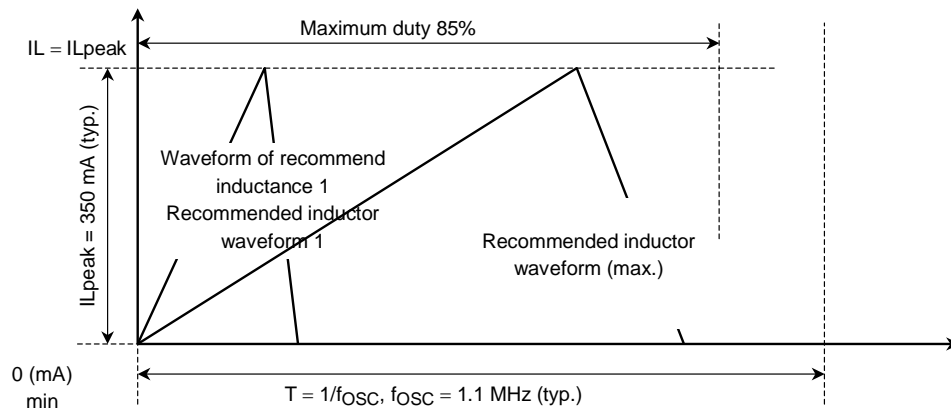 Maximum duty 85%
IL = ILpeak
ILpeak = 350 mA (typ.)
Waveform of recommend
inductance 1
Recommended inductor
waveform 1
Recommended inductor
waveform (max.)
0 (mA)
min
T = 1/fOSC, fOSC = 1.1 MHz (typ.)